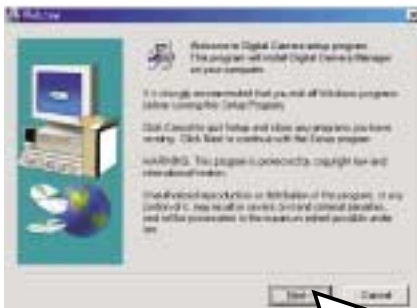 Welcome
Welcome to Digital Camera setup program.
This program will install Digital Camera Manager
on your computer.
It is strongly recommended that you exit all Windows programs
before running this Setup Program.
Click Cancel to quit Setup and close any programs you have
running. Click Next to continue with the Setup program.
WARNING: This program is protected by copyright law and
international treaties.
Unauthorized reproduction or distribution of this program, or any
portion of it, may result in severe civil and criminal penalties,
and will be prosecuted to the maximum extent possible under
law.
Next
Cancel